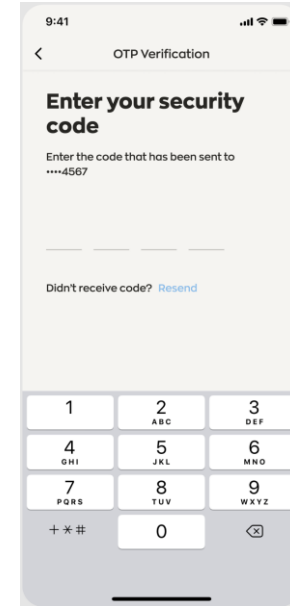 9:41
OTP Verification
Enter your security
code
Enter the code that has been sent to
····4567
Didn't receive code? Resend
1
2
ABC
3
DEF
4
GHI
5
JKL
6
MNO
7
PQRS
8
TUV
9
WXYZ
+*#
0